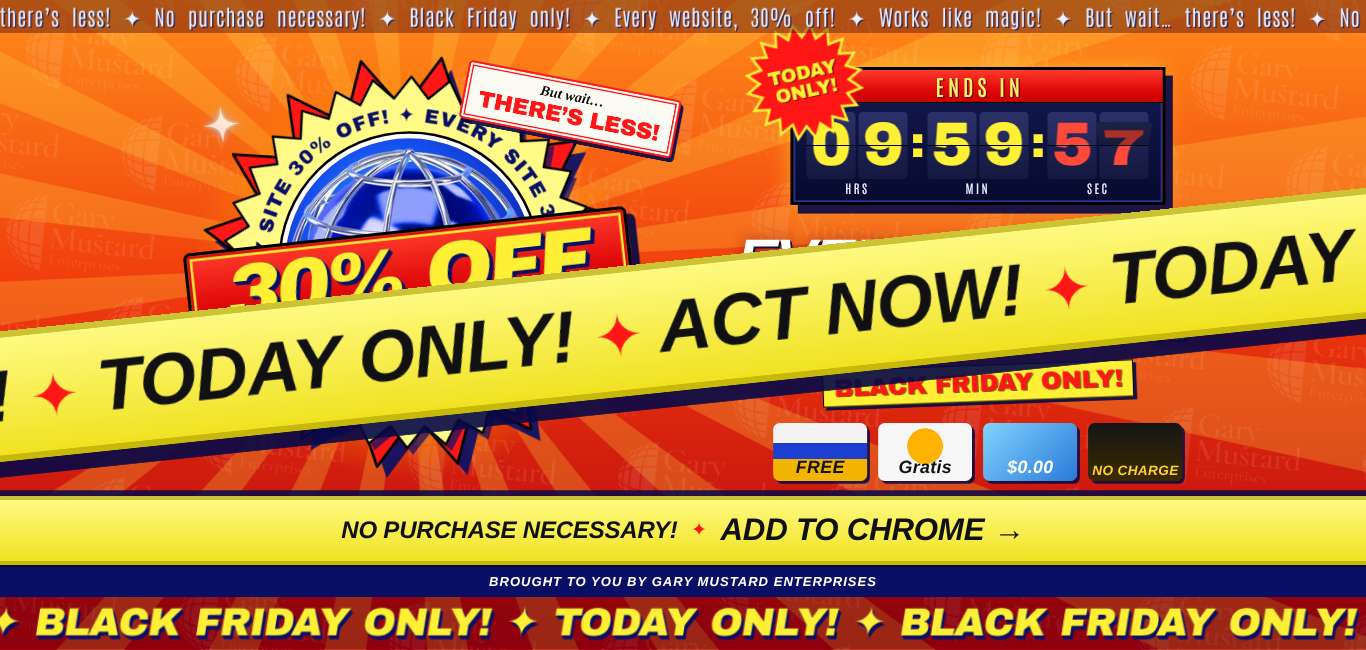 there's less! ✦ No purchase necessary! ✦ Black Friday only! ✦ Every website, 30% off! ✦ Works like magic! ✦ But wait… there's less! ✦ No
TODAY ONLY!
ENDS IN
09:59:57
HRS MIN SEC
But wait…
THERE'S LESS!
SITE 30% OFF! ✦ EVERY SITE 3
30% OFF
! ✦ TODAY ONLY! ✦ ACT NOW! ✦ TODAY
BLACK FRIDAY ONLY!
FREE
Gratis
$0.00
NO CHARGE
NO PURCHASE NECESSARY! ✦ ADD TO CHROME →
BROUGHT TO YOU BY GARY MUSTARD ENTERPRISES
✦ BLACK FRIDAY ONLY! ✦ TODAY ONLY! ✦ BLACK FRIDAY ONLY!
Gary
Mustard
Enterprises